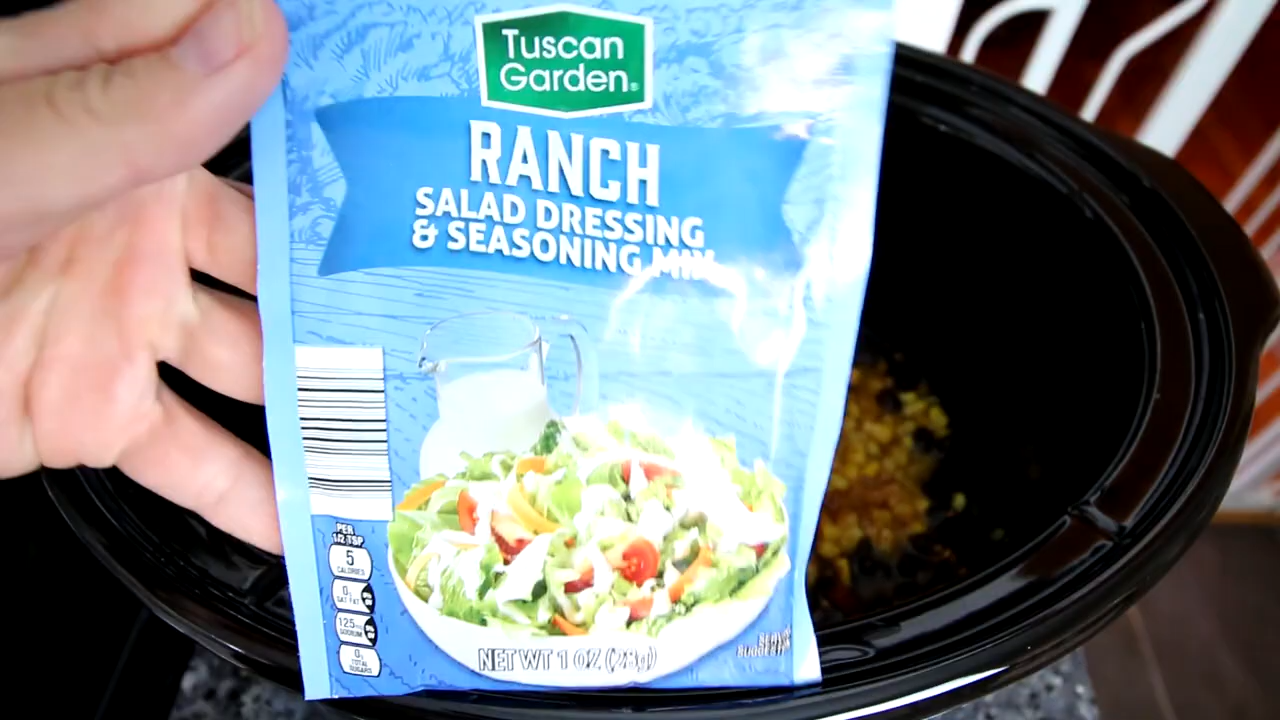 Tuscan
Garden®
RANCH
SALAD DRESSING
& SEASONING MIX
PER
1/2 TSP
5
CALORIES
0g
SAT FAT
125mg
SODIUM
0g
TOTAL
SUGARS
NET WT 1 OZ (28g)